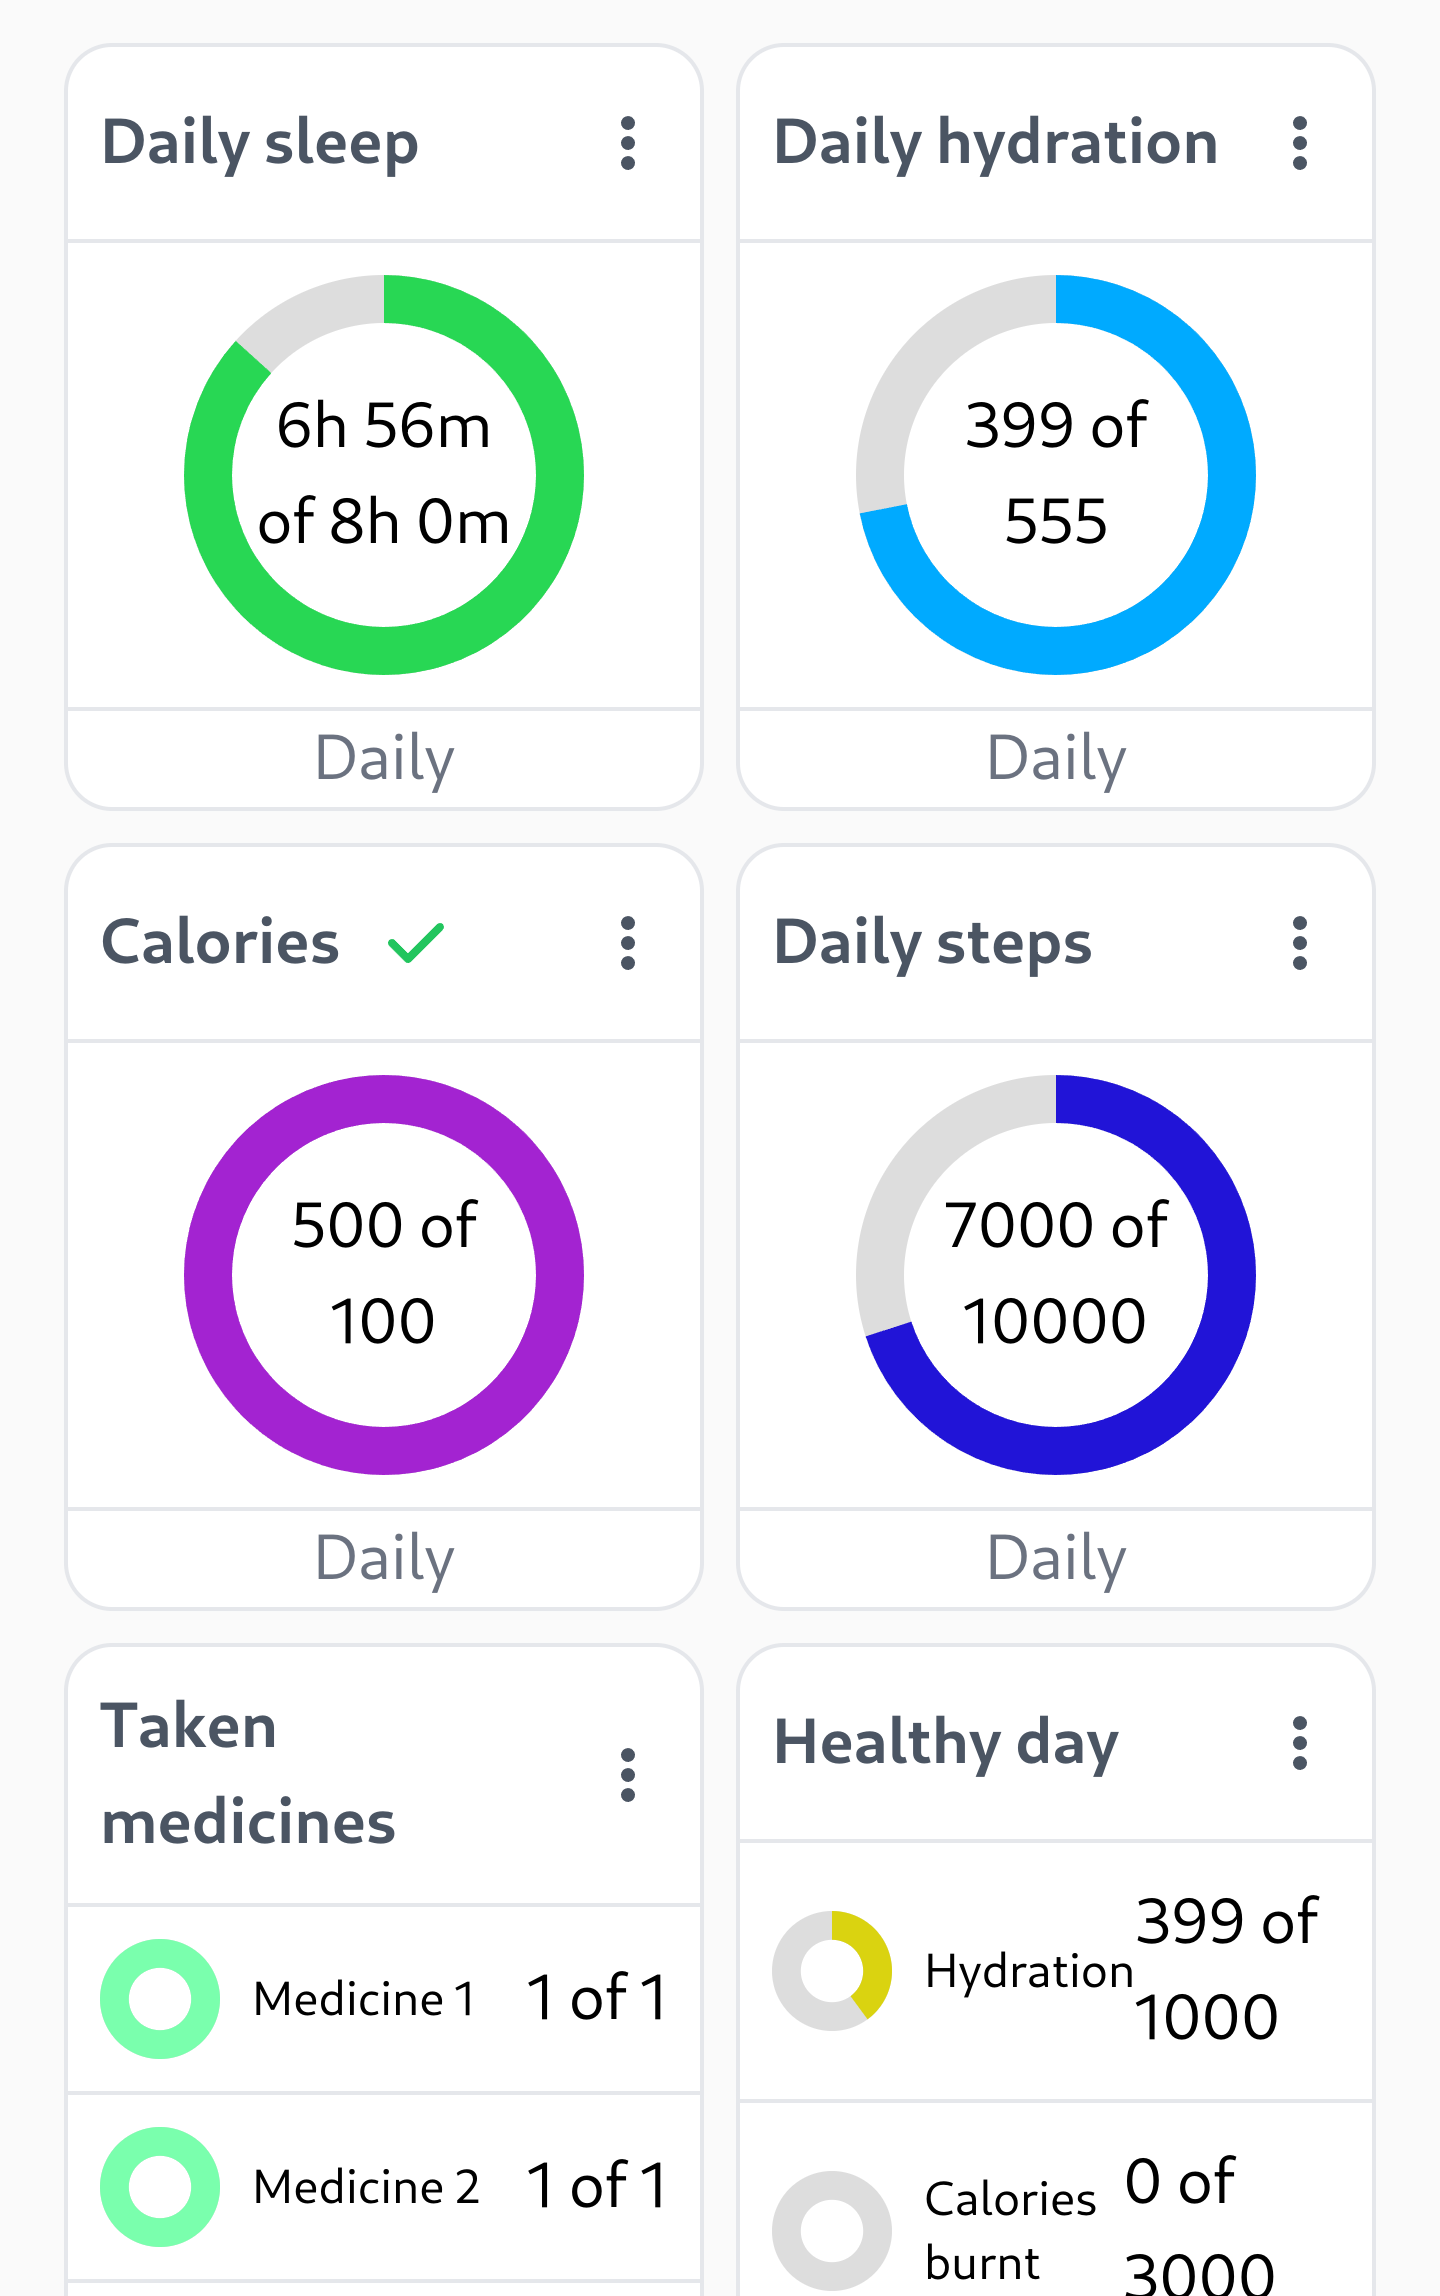 Daily sleep
6h 56m
of 8h 0m
Daily
Daily hydration
399 of
555
Daily
Calories
500 of
100
Daily
Daily steps
7000 of
10000
Daily
Taken
medicines
Medicine 1 1 of 1
Medicine 2 1 of 1
Healthy day
Hydration
399 of
1000
Calories
burnt
0 of
3000